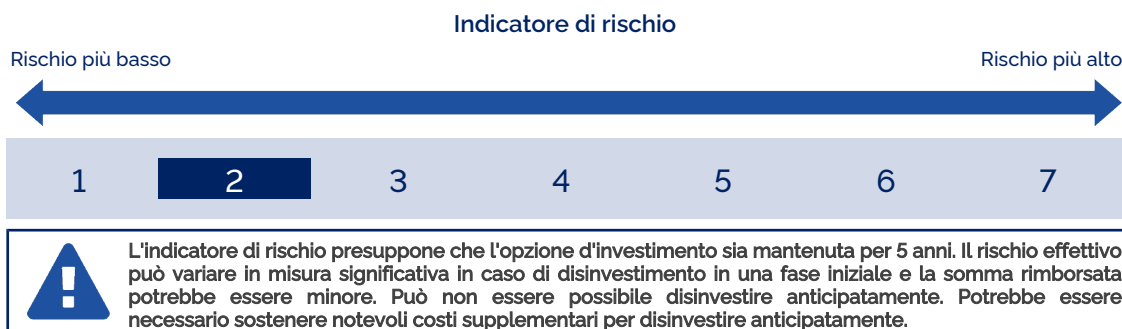 Indicatore di rischio
Rischio più basso
Rischio più alto
1 2 3 4 5 6 7
L'indicatore di rischio presuppone che l'opzione d'investimento sia mantenuta per 5 anni. Il rischio effettivo
può variare in misura significativa in caso di disinvestimento in una fase iniziale e la somma rimborsata
potrebbe essere minore. Può non essere possibile disinvestire anticipatamente. Potrebbe essere
necessario sostenere notevoli costi supplementari per disinvestire anticipatamente.